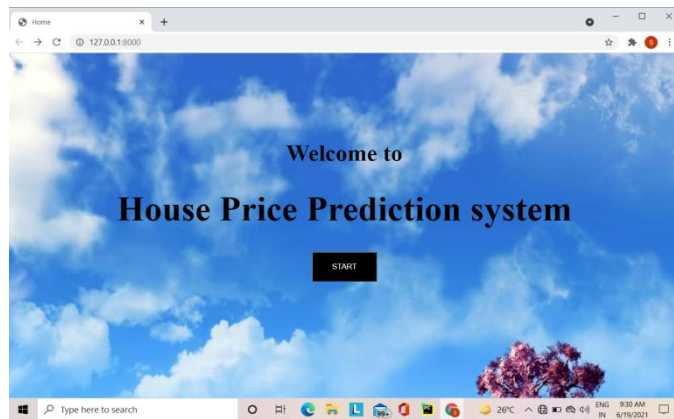 Home
127.0.0.1:8000
S
Welcome to
House Price Prediction system
START
Type here to search
L
99+
26°C
ENG
9:30 AM
IN
6/19/2021